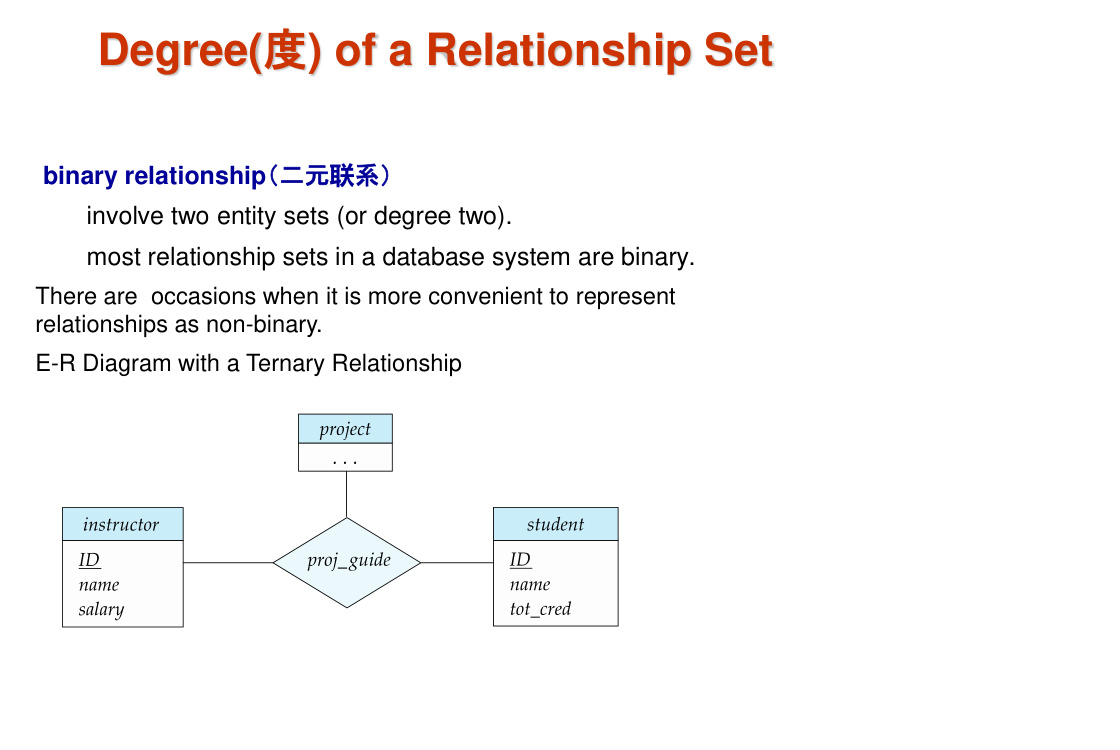 Degree(度) of a Relationship Set
binary relationship（二元联系）
involve two entity sets (or degree two).
most relationship sets in a database system are binary.
There are  occasions when it is more convenient to represent
relationships as non-binary.
E-R Diagram with a Ternary Relationship
project
. . .
instructor
ID
name
salary
proj_guide
student
ID
name
tot_cred